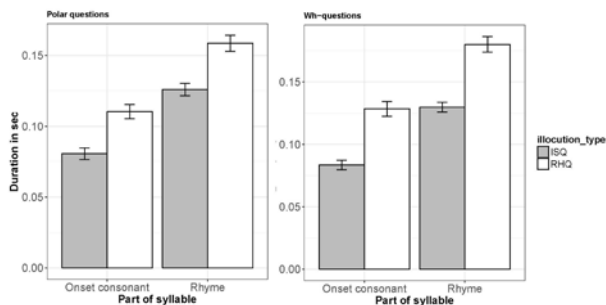 Polar questions
Duration in sec
0.15
0.10
0.05
0.00
Onset consonant
Rhyme
Part of syllable
Wh-questions
0.15
0.10
0.05
0.00
Onset consonant
Rhyme
Part of syllable
illocution_type
ISQ
RHQ